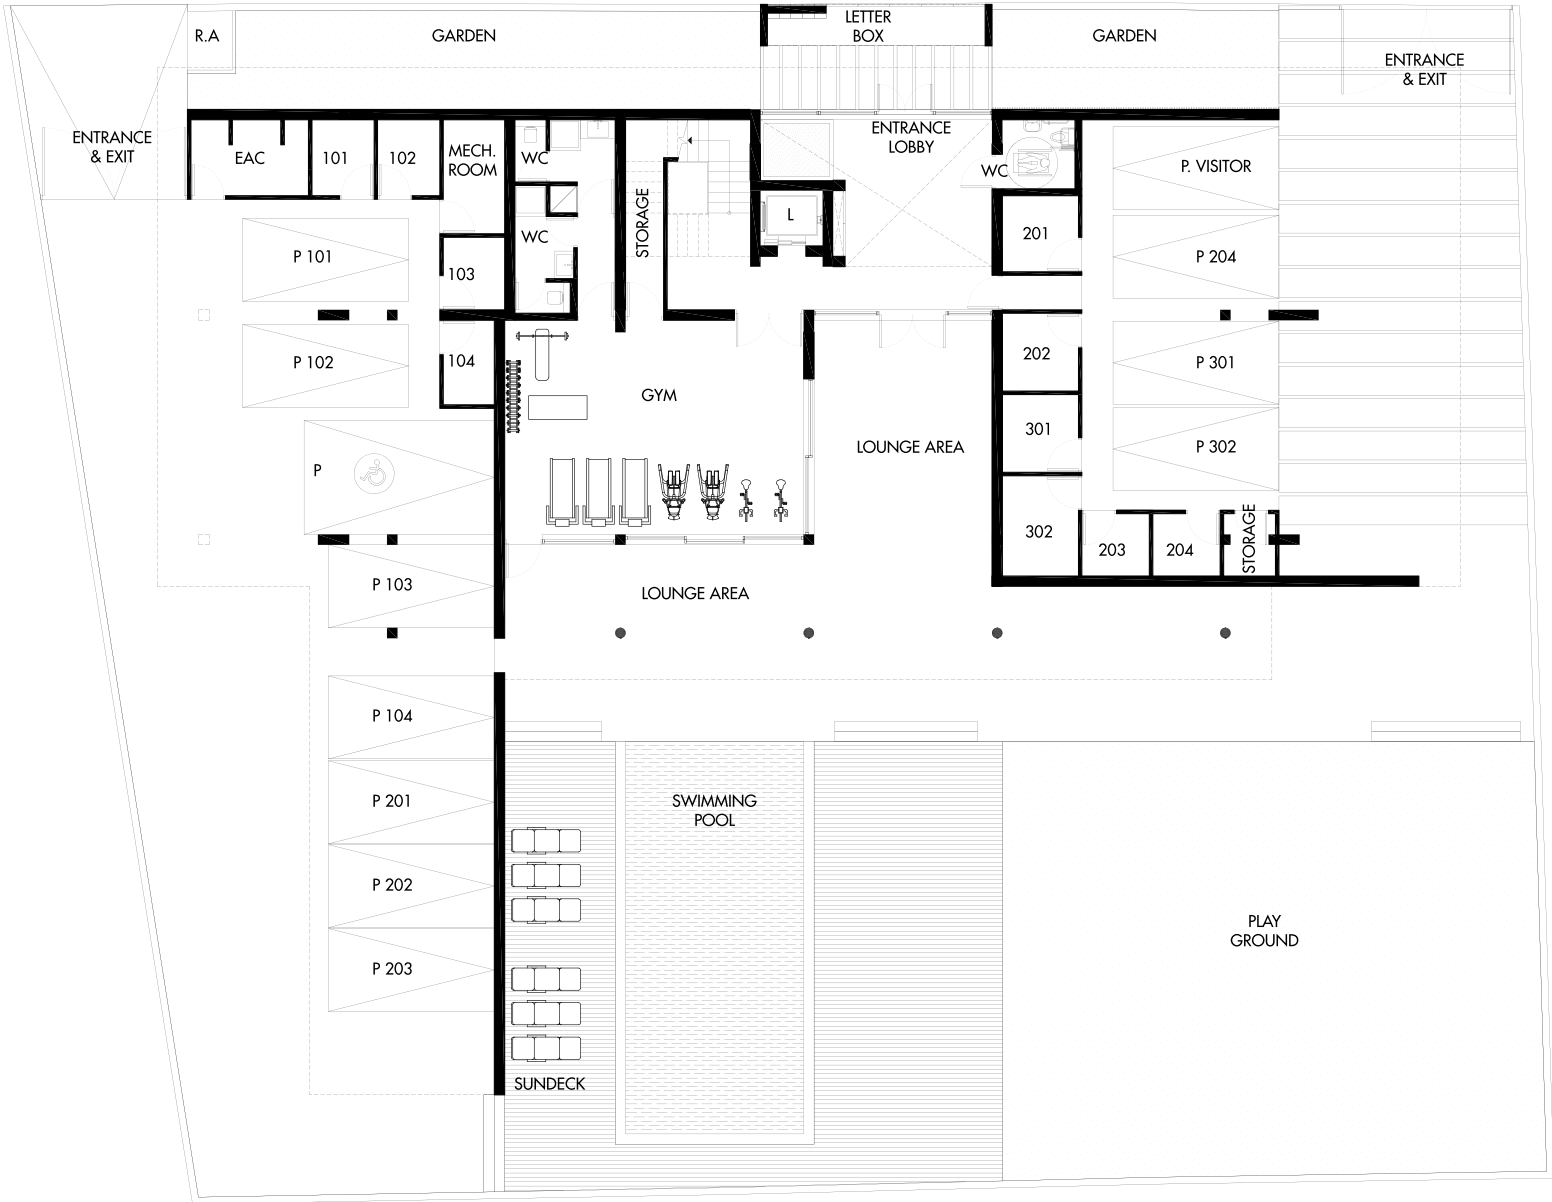 R.A
GARDEN
LETTER
BOX
GARDEN
ENTRANCE
& EXIT
ENTRANCE
& EXIT
EAC
101
102
MECH.
ROOM
WC
STORAGE
ENTRANCE
LOBBY
WC
P. VISITOR
L
WC
201
P 101
103
P 204
P 102
104
GYM
202
P 301
301
P 302
LOUNGE AREA
P
302
203
204
STORAGE
P 103
LOUNGE AREA
P 104
P 201
SWIMMING
POOL
P 202
PLAY
GROUND
P 203
SUNDECK